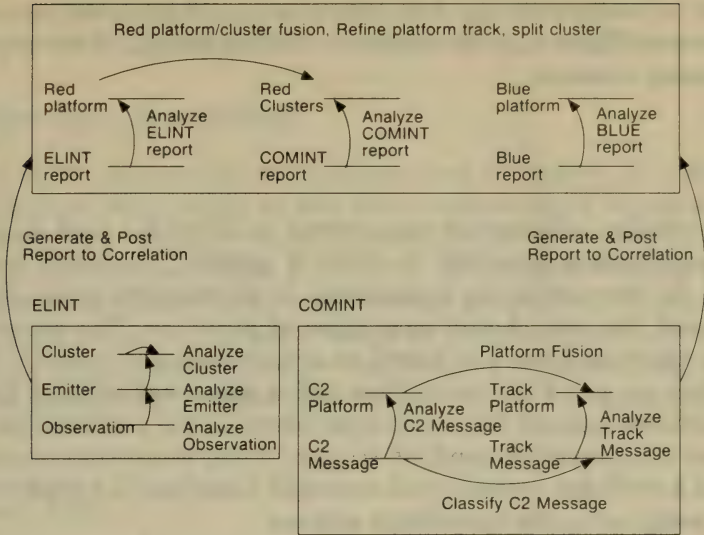 Red platform/cluster fusion, Refine platform track, split cluster
Red
platform
Analyze
ELINT
report
ELINT
report
Red
Clusters
Analyze
COMINT
report
COMINT
report
Blue
platform
Analyze
BLUE
report
Blue report
Generate & Post
Report to Correlation
Generate & Post
Report to Correlation
ELINT
Cluster
Analyze
Cluster
Emitter
Analyze
Emitter
Observation
Analyze
Observation
COMINT
Platform Fusion
C2
Platform
Analyze
C2 Message
C2
Message
Track
Platform
Analyze
Track
Message
Track
Message
Classify C2 Message